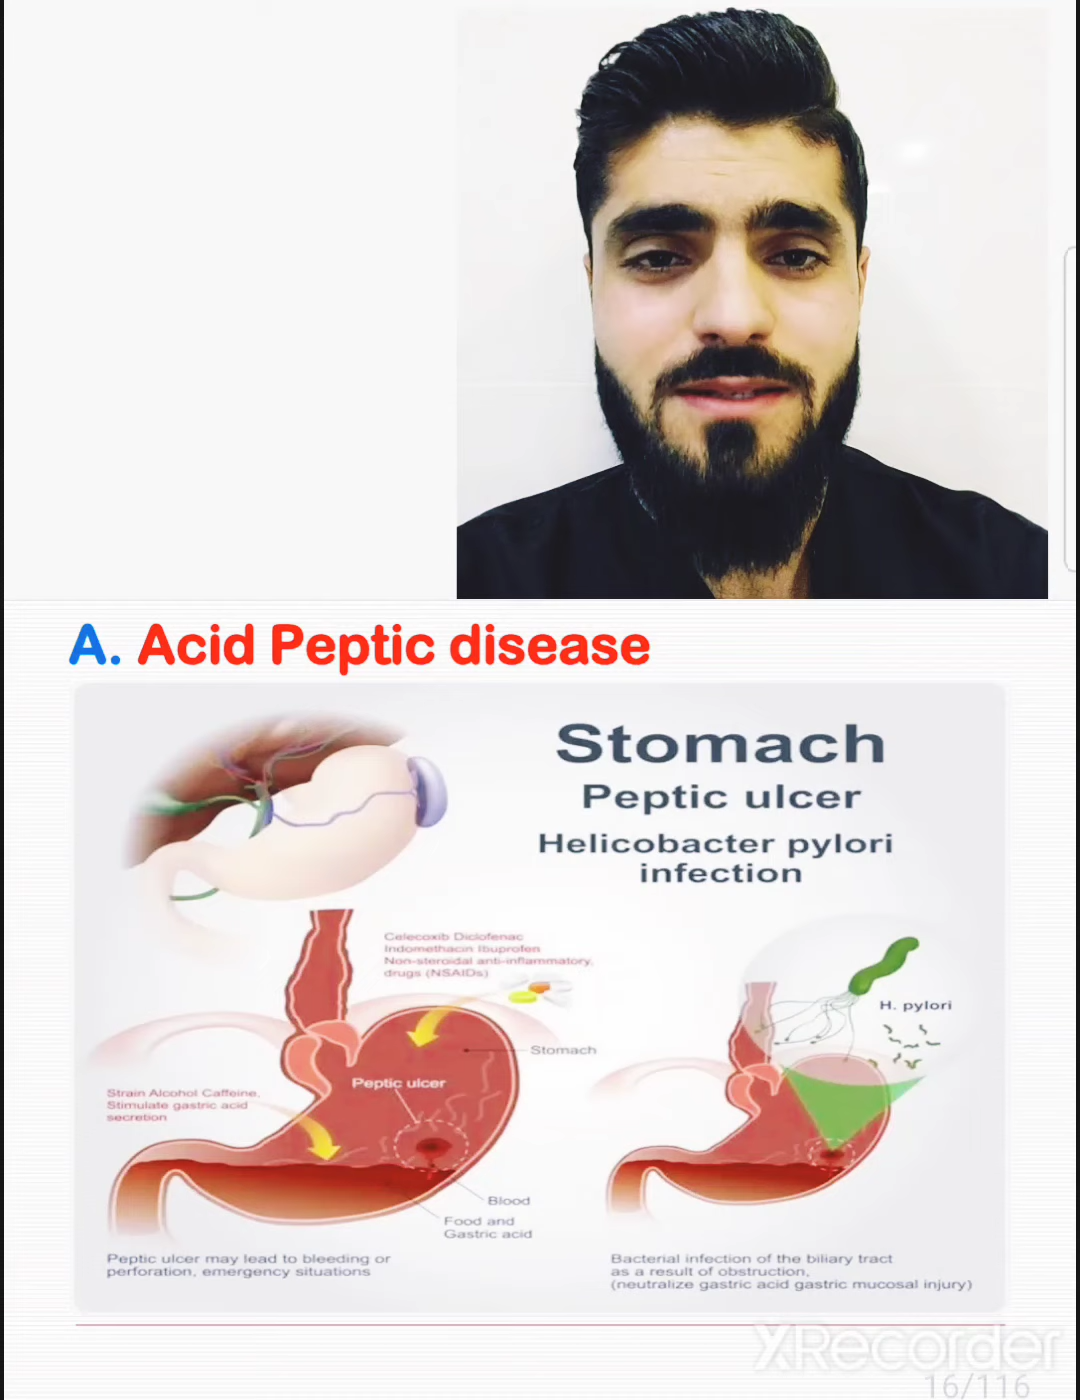 A. Acid Peptic disease
Stomach
Peptic ulcer
Helicobacter pylori
infection
Celecoxib Diclofenac
Indomethacin Ibuprofen
Non-steroidal anti-inflammatory,
drugs (NSAIDs)
H. pylori
Stomach
Peptic ulcer
Strain Alcohol Caffeine,
Stimulate gastric acid
secretion
Blood
Food and
Gastric acid
Peptic ulcer may lead to bleeding or
perforation, emergency situations
Bacterial infection of the biliary tract
as a result of obstruction,
(neutralize gastric acid gastric mucosal injury)
XRecorder
16/116